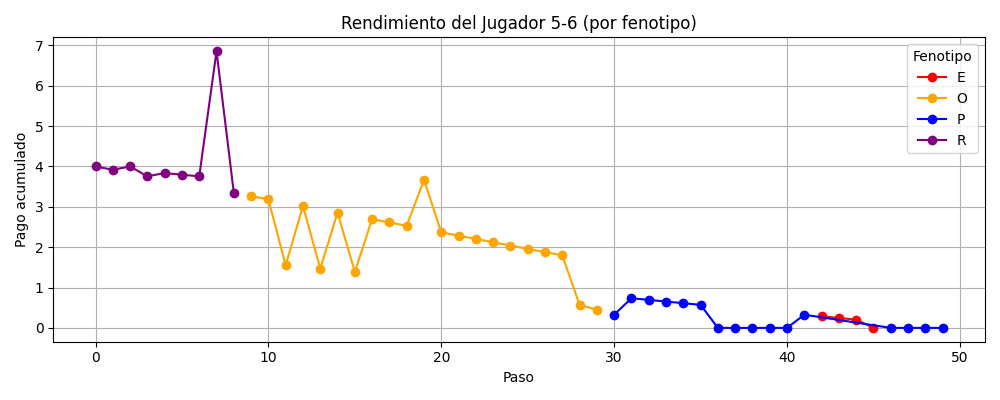 Rendimiento del Jugador 5-6 (por fenotipo)
Pago acumulado
7
6
5
4
3
2
1
0
Fenotipo
E
O
P
R
0 10 20 30 40 50
Paso